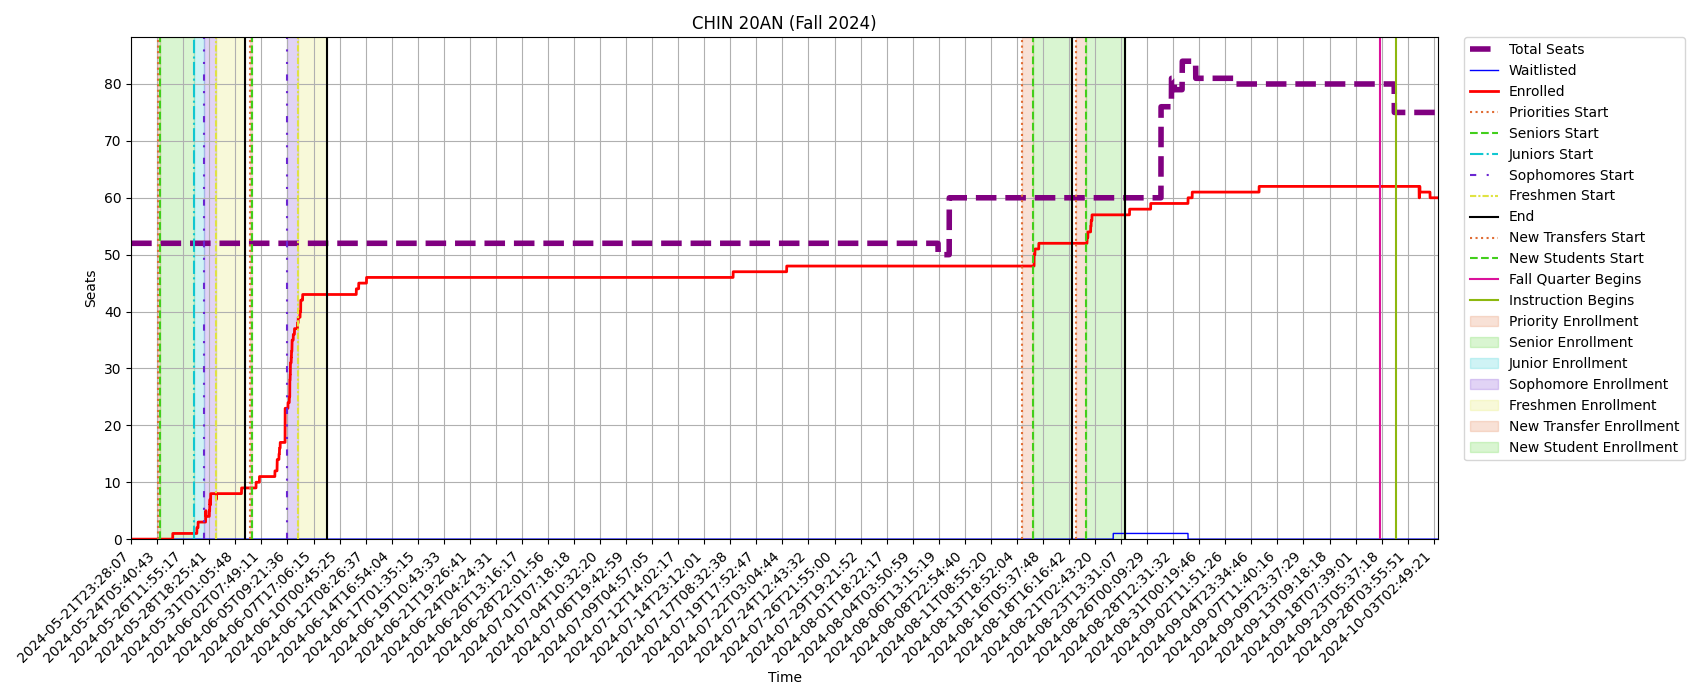 CHIN 20AN (Fall 2024)
Seats
80
70
60
50
40
30
20
10
0
2024-05-21T23:28:07
2024-05-24T05:40:43
2024-05-26T11:55:17
2024-05-28T18:25:41
2024-05-31T01:05:48
2024-06-02T07:49:11
2024-06-05T09:21:36
2024-06-07T17:06:15
2024-06-10T00:45:25
2024-06-12T08:26:37
2024-06-14T16:54:04
2024-06-17T01:35:15
2024-06-19T10:43:33
2024-06-21T19:26:41
2024-06-24T04:24:31
2024-06-26T13:16:17
2024-06-28T22:01:56
2024-07-01T07:18:18
2024-07-04T10:32:20
2024-07-06T19:42:59
2024-07-09T04:57:05
2024-07-12T14:02:17
2024-07-14T23:12:01
2024-07-17T08:32:38
2024-07-19T17:52:47
2024-07-22T03:04:44
2024-07-24T12:43:32
2024-07-26T21:55:00
2024-07-29T19:21:52
2024-08-01T18:22:17
2024-08-04T03:50:59
2024-08-06T13:15:19
2024-08-08T22:54:40
2024-08-11T08:55:20
2024-08-13T18:52:04
2024-08-16T05:37:48
2024-08-18T16:16:42
2024-08-21T02:43:20
2024-08-23T13:31:07
2024-08-26T00:09:29
2024-08-28T12:31:32
2024-08-31T00:19:46
2024-09-02T11:51:26
2024-09-04T23:34:46
2024-09-07T11:40:16
2024-09-09T23:37:29
2024-09-13T09:18:18
2024-09-18T07:39:01
2024-09-23T05:37:18
2024-09-28T03:55:51
2024-10-03T02:49:21
Time
Total Seats
Waitlisted
Enrolled
Priorities Start
Seniors Start
Juniors Start
Sophomores Start
Freshmen Start
End
New Transfers Start
New Students Start
Fall Quarter Begins
Instruction Begins
Priority Enrollment
Senior Enrollment
Junior Enrollment
Sophomore Enrollment
Freshmen Enrollment
New Transfer Enrollment
New Student Enrollment